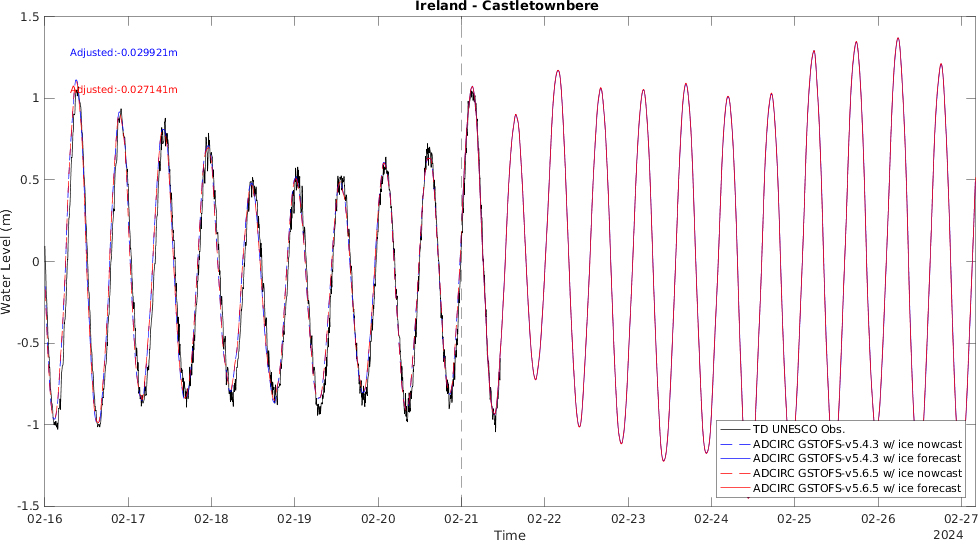 Ireland - Castletownbere
Adjusted:-0.029921m
Adjusted:-0.027141m
1.5
1
0.5
0
-0.5
-1
-1.5
Water Level (m)
TD UNESCO Obs.
ADCIRC GSTOFS-v5.4.3 w/ ice nowcast
ADCIRC GSTOFS-v5.4.3 w/ ice forecast
ADCIRC GSTOFS-v5.6.5 w/ ice nowcast
ADCIRC GSTOFS-v5.6.5 w/ ice forecast
02-16 02-17 02-18 02-19 02-20 02-21 02-22 02-23 02-24 02-25 02-26 02-27
Time
2024